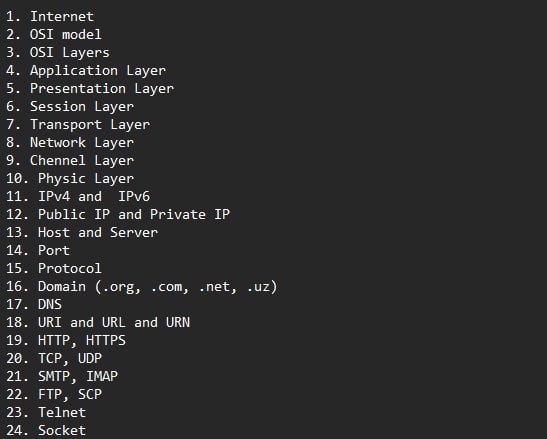 1. Internet
2. OSI model
3. OSI Layers
4. Application Layer
5. Presentation Layer
6. Session Layer
7. Transport Layer
8. Network Layer
9. Chennel Layer
10. Physic Layer
11. IPv4 and  IPv6
12. Public IP and Private IP
13. Host and Server
14. Port
15. Protocol
16. Domain (.org, .com, .net, .uz)
17. DNS
18. URI and URL and URN
19. HTTP, HTTPS
20. TCP, UDP
21. SMTP, IMAP
22. FTP, SCP
23. Telnet
24. Socket